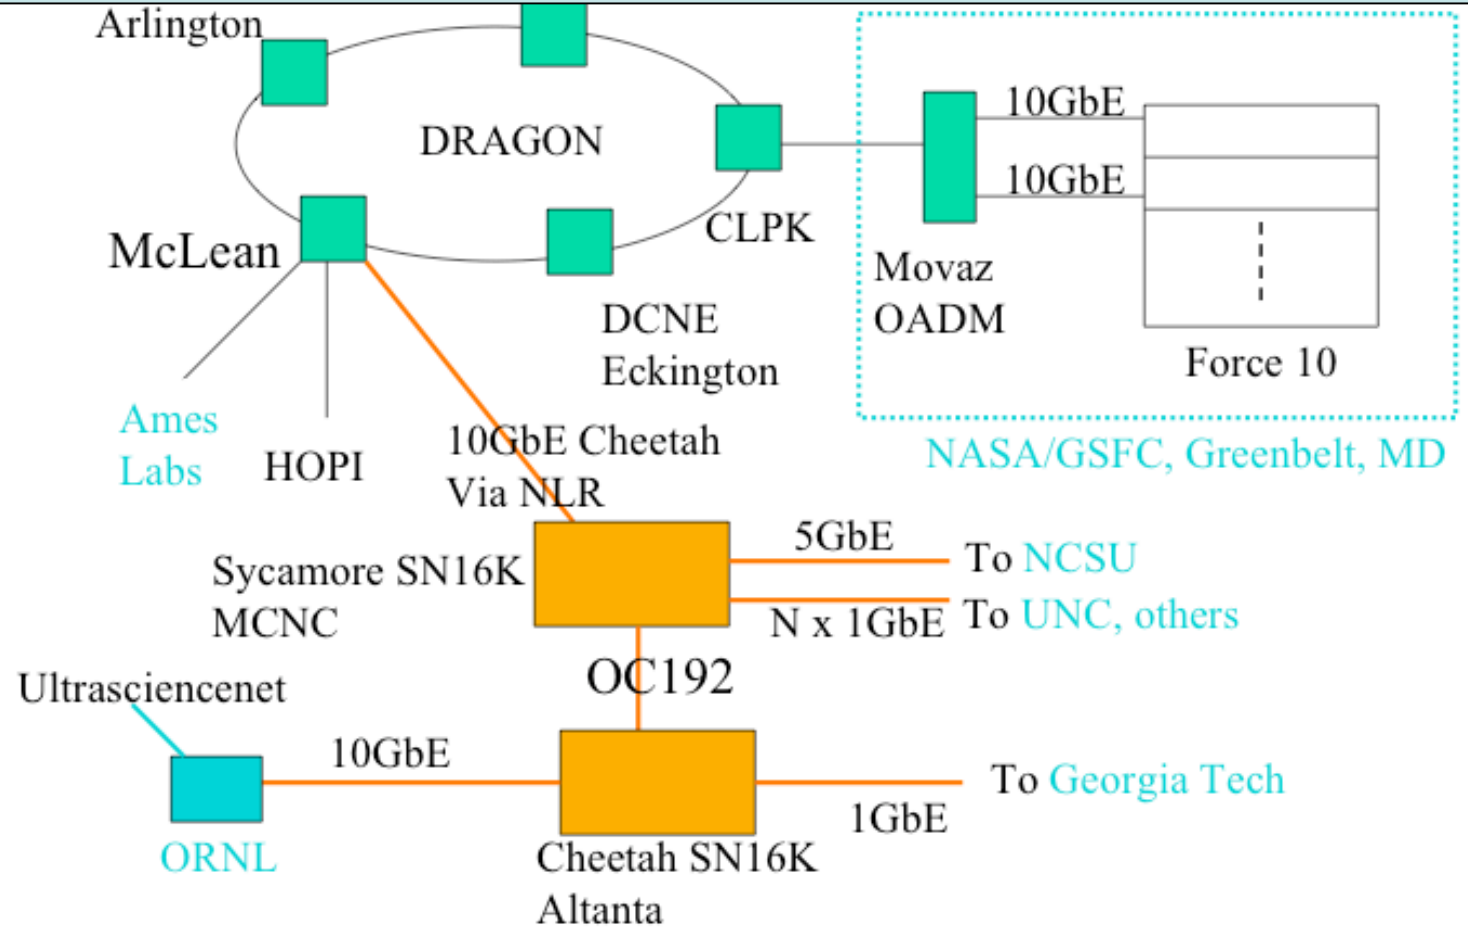 Arlington
10GbE
DRAGON
10GbE
CLPK
McLean
Movaz
OADM
DCNE
Eckington
Force 10
Ames
Labs
HOPI
10GbE Cheetah
Via NLR
NASA/GSFC, Greenbelt, MD
5GbE
To NCSU
Sycamore SN16K
MCNC
N x 1GbE
To UNC, others
OC192
Ultrasciencenet
10GbE
To Georgia Tech
1GbE
ORNL
Cheetah SN16K
Altanta